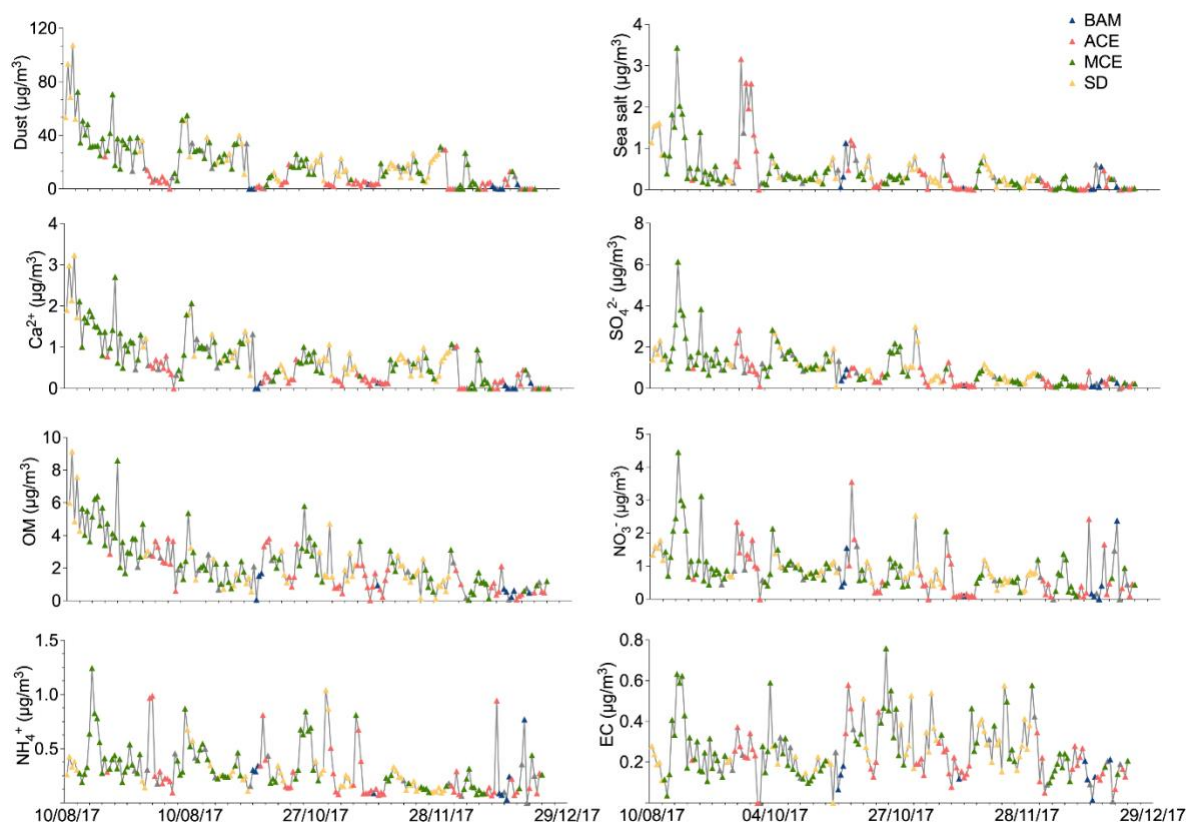 BAM
ACE
MCE
SD
Dust (µg/m³)
120
80
40
0
Sea salt (µg/m³)
4
3
2
1
0
Ca²⁺ (µg/m³)
4
3
2
1
0
SO₄²⁻ (µg/m³)
8
6
4
2
0
OM (µg/m³)
10
8
6
4
2
0
NO₃⁻ (µg/m³)
5
4
3
2
1
0
NH₄⁺ (µg/m³)
1.5
1.0
0.5
EC (µg/m³)
0.8
0.6
0.4
0.2
10/08/17 10/08/17 27/10/17 28/11/17 29/12/17
10/08/17 04/10/17 27/10/17 28/11/17 29/12/17